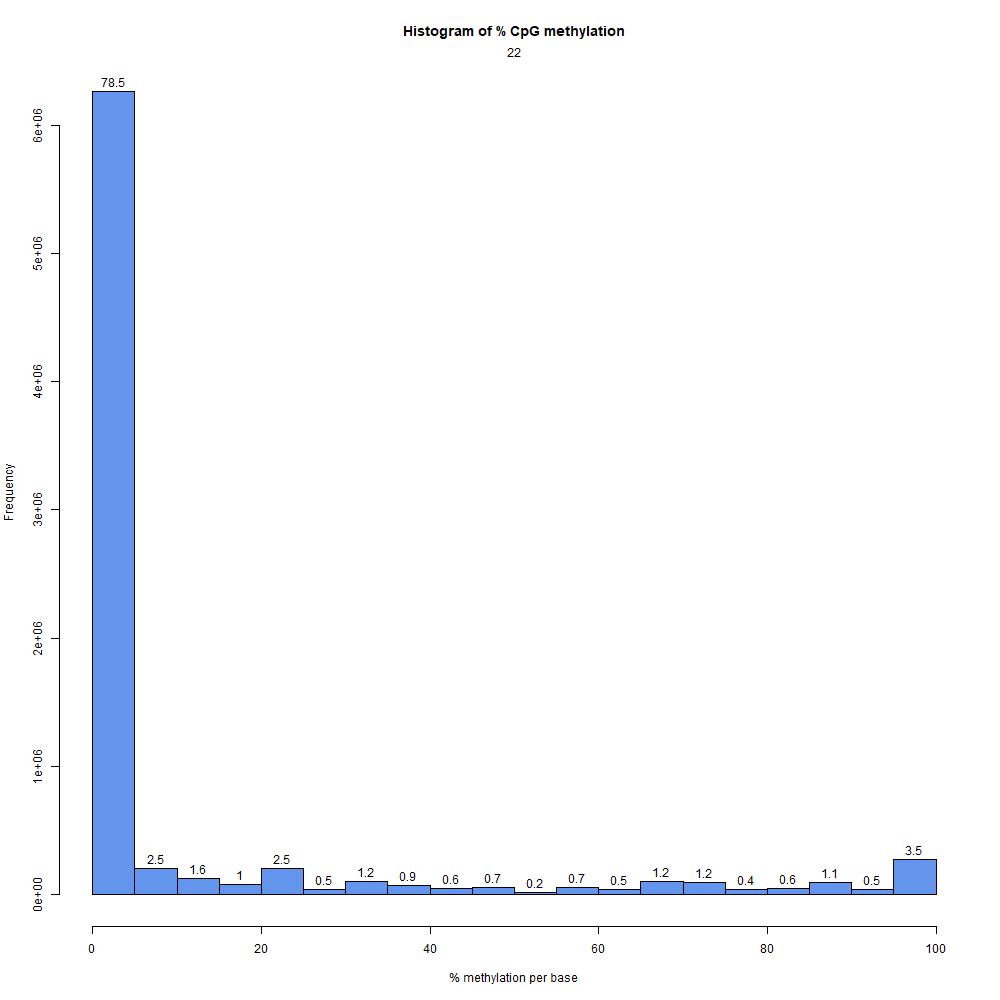 Histogram of % CpG methylation
22
78.5
2.5
1.6
1
2.5
0.5
1.2
0.9
0.6
0.7
0.2
0.7
0.5
1.2
1.2
0.4
0.6
1.1
0.5
3.5
6e+06
5e+06
4e+06
3e+06
2e+06
1e+06
0e+00
Frequency
0 20 40 60 80 100
% methylation per base